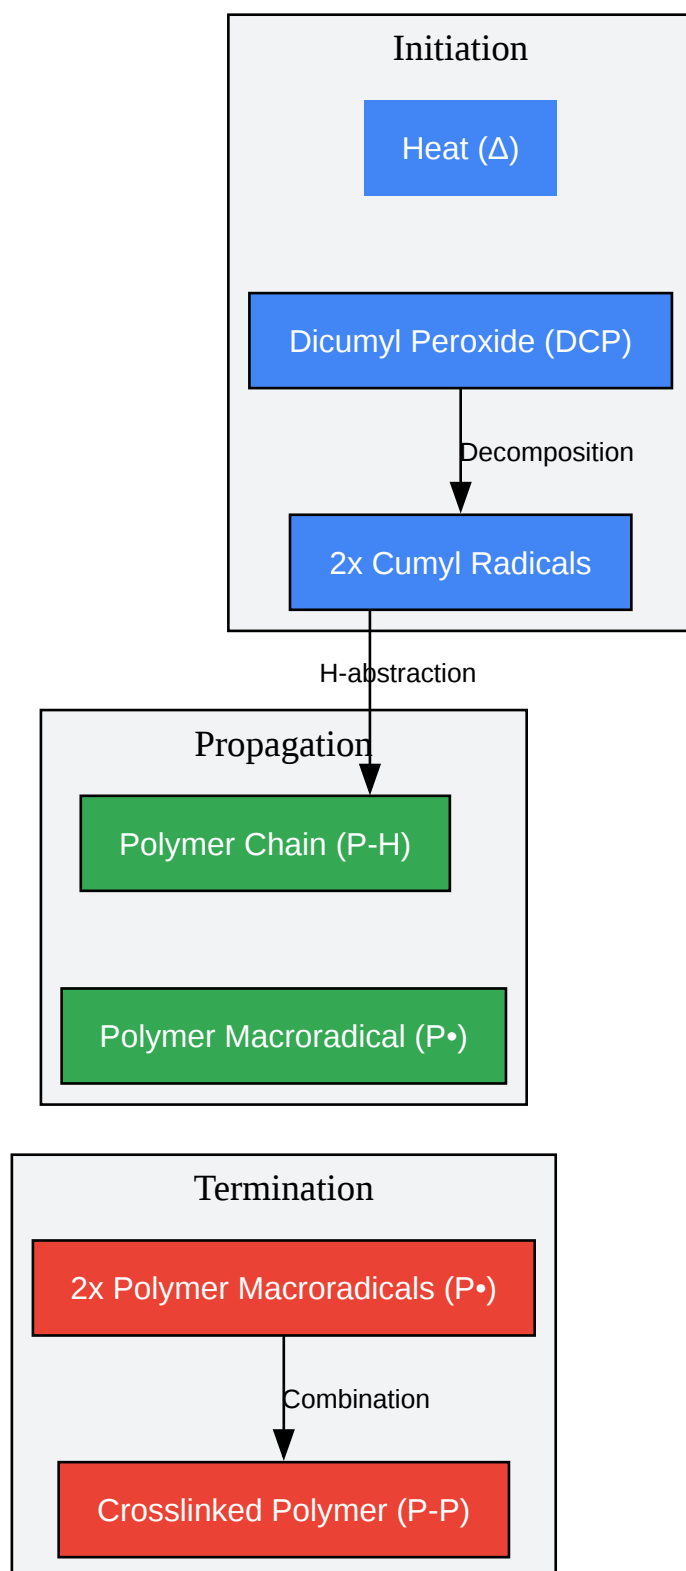 Initiation
Heat (Δ)
Dicumyl Peroxide (DCP)
Decomposition
2x Cumyl Radicals
H-abstraction
Propagation
Polymer Chain (P-H)
Polymer Macroradical (P•)
Termination
2x Polymer Macroradicals (P•)
Combination
Crosslinked Polymer (P-P)